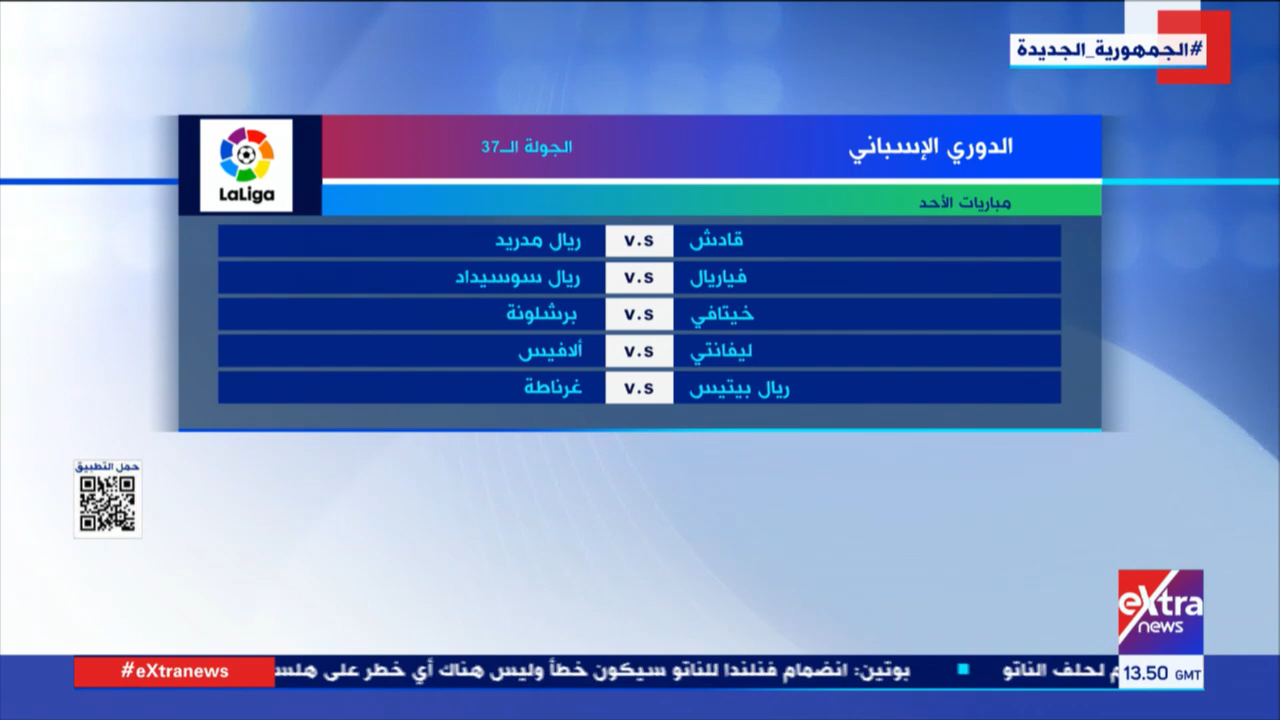 #الجمهورية_الجديدة
الدوري الإسباني
الجولة الـ37
LaLiga
مباريات الأحد
قادش v.s ريال مدريد
فياريال v.s ريال سوسيداد
خيتافي v.s برشلونة
ليفانتي v.s ألافيس
ريال بيتيس v.s غرناطة
حمل التطبيق
eXtra
news
13.50 GMT
لحلف الناتو ■ بوتين: انضمام فنلندا للناتو سيكون خطأ وليس هناك أي خطر على
#eXtranews